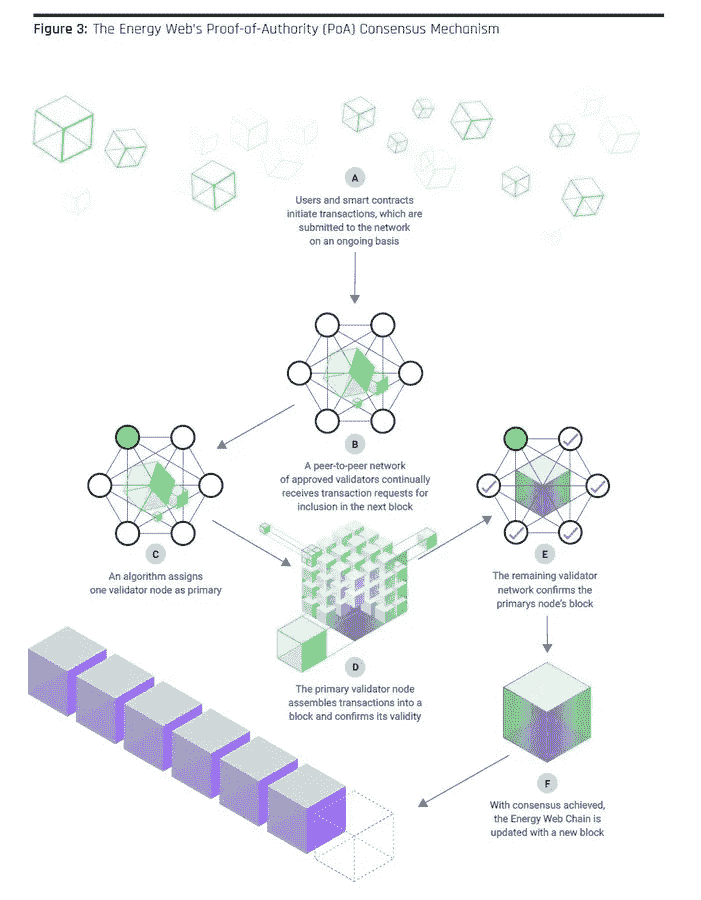 Figure 3: The Energy Web's Proof-of-Authority (PoA) Consensus Mechanism
A
Users and smart contracts
initiate transactions, which are
submitted to the network
on an ongoing basis
B
A peer-to-peer network
of approved validators continually
receives transaction requests for
inclusion in the next block
C
An algorithm assigns
one validator node as primary
D
The primary validator node
assembles transactions into a
block and confirms its validity
E
The remaining validator
network confirms the
primarys node's block
F
With consensus achieved,
the Energy Web Chain is
updated with a new block